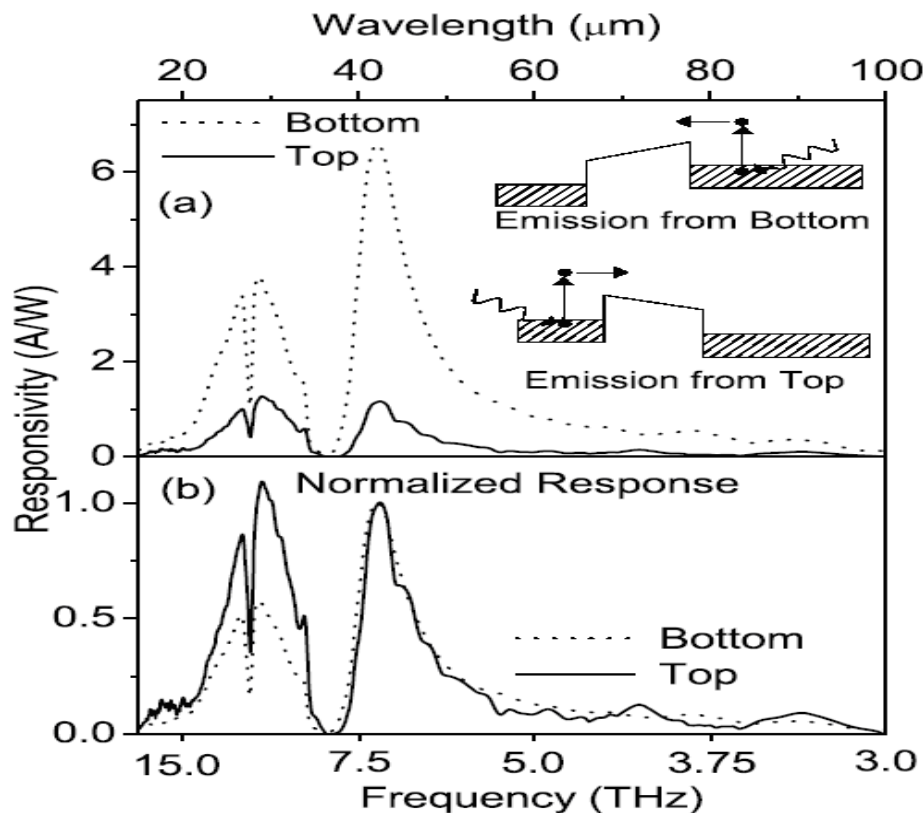 Wavelength (μm)
20 40 60 80 100
Bottom
Top
6
(a)
Emission from Bottom
4
2
Emission from Top
0
Responsivity (A/W)
(b) Normalized Response
1.0
0.5
Bottom
Top
0.0
15.0 7.5 5.0 3.75 3.0
Frequency (THz)